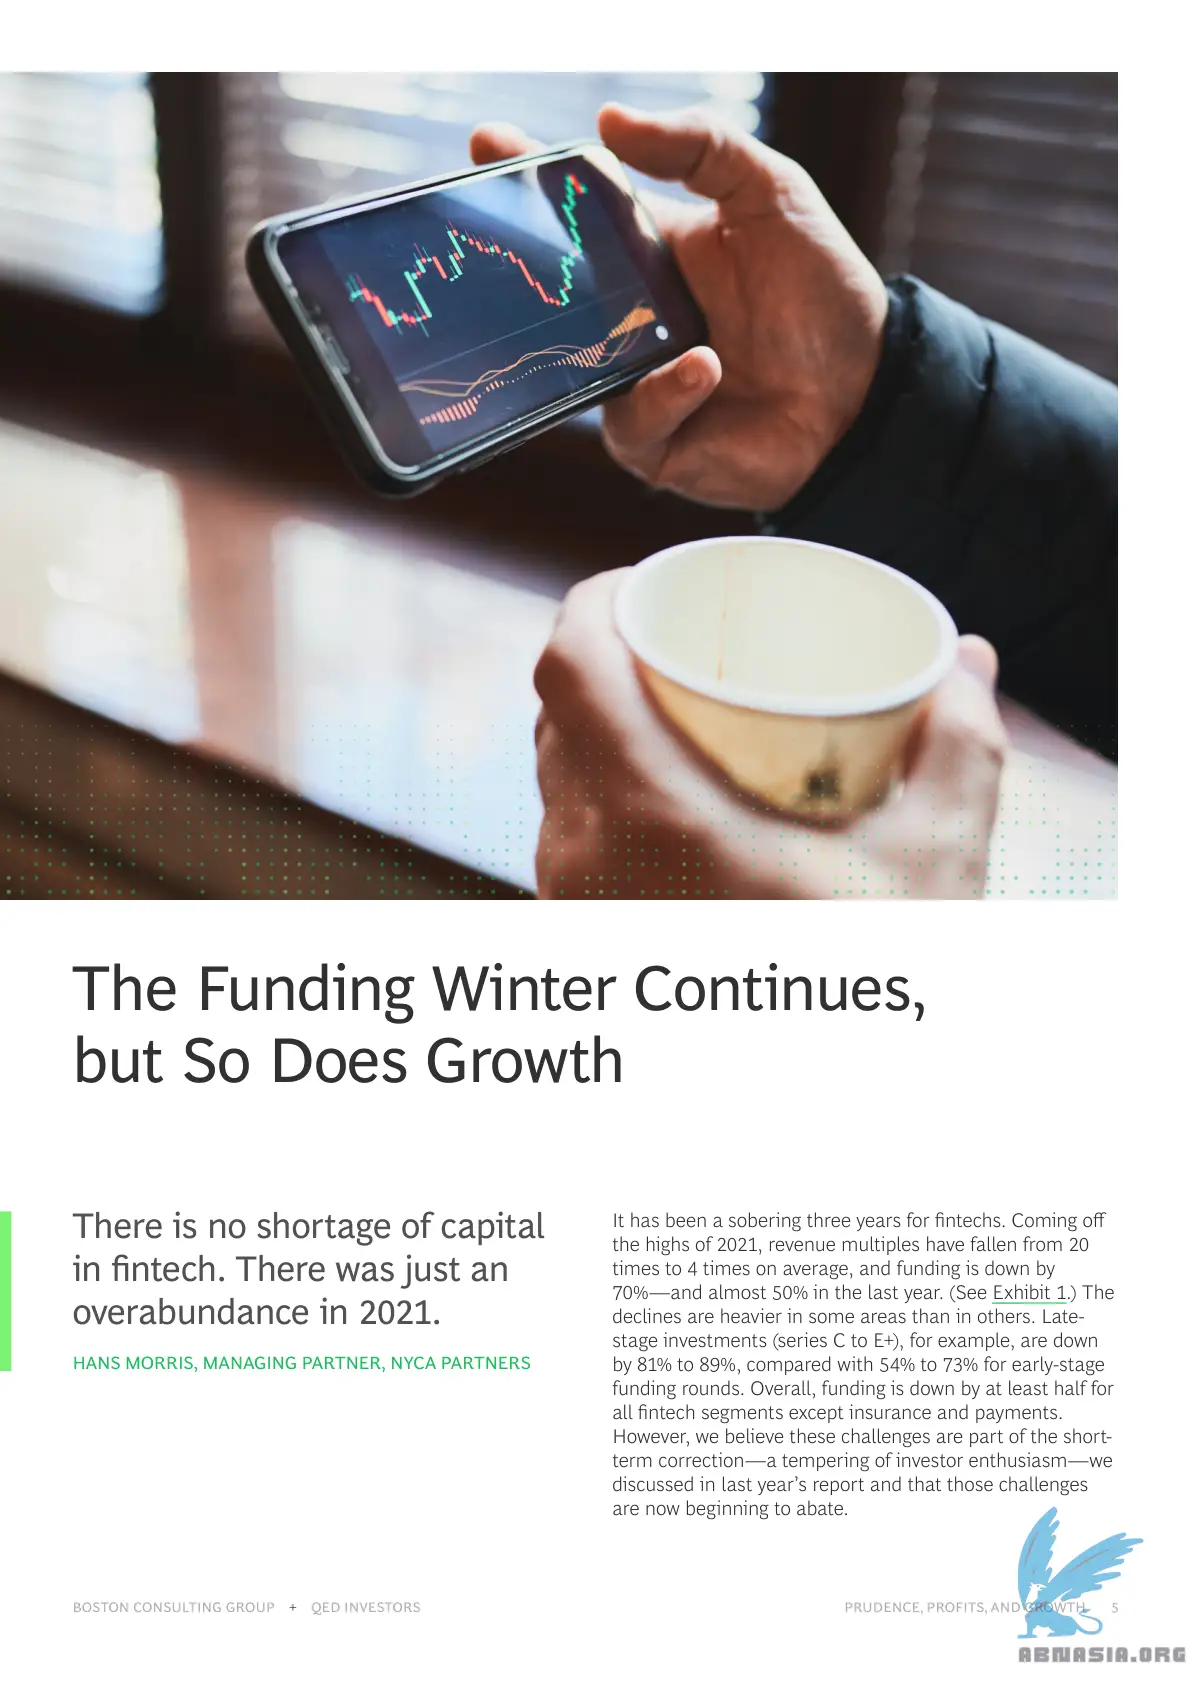 The Funding Winter Continues,
but So Does Growth
There is no shortage of capital
in fintech. There was just an
overabundance in 2021.
HANS MORRIS, MANAGING PARTNER, NYCA PARTNERS
It has been a sobering three years for fintechs. Coming off
the highs of 2021, revenue multiples have fallen from 20
times to 4 times on average, and funding is down by
70%—and almost 50% in the last year. (See Exhibit 1.) The
declines are heavier in some areas than in others. Late-
stage investments (series C to E+), for example, are down
by 81% to 89%, compared with 54% to 73% for early-stage
funding rounds. Overall, funding is down by at least half for
all fintech segments except insurance and payments.
However, we believe these challenges are part of the short-
term correction—a tempering of investor enthusiasm—we
discussed in last year’s report and that those challenges
are now beginning to abate.
BOSTON CONSULTING GROUP + QED INVESTORS
PRUDENCE, PROFITS, AND GROWTH 5
ABNASIA.ORG